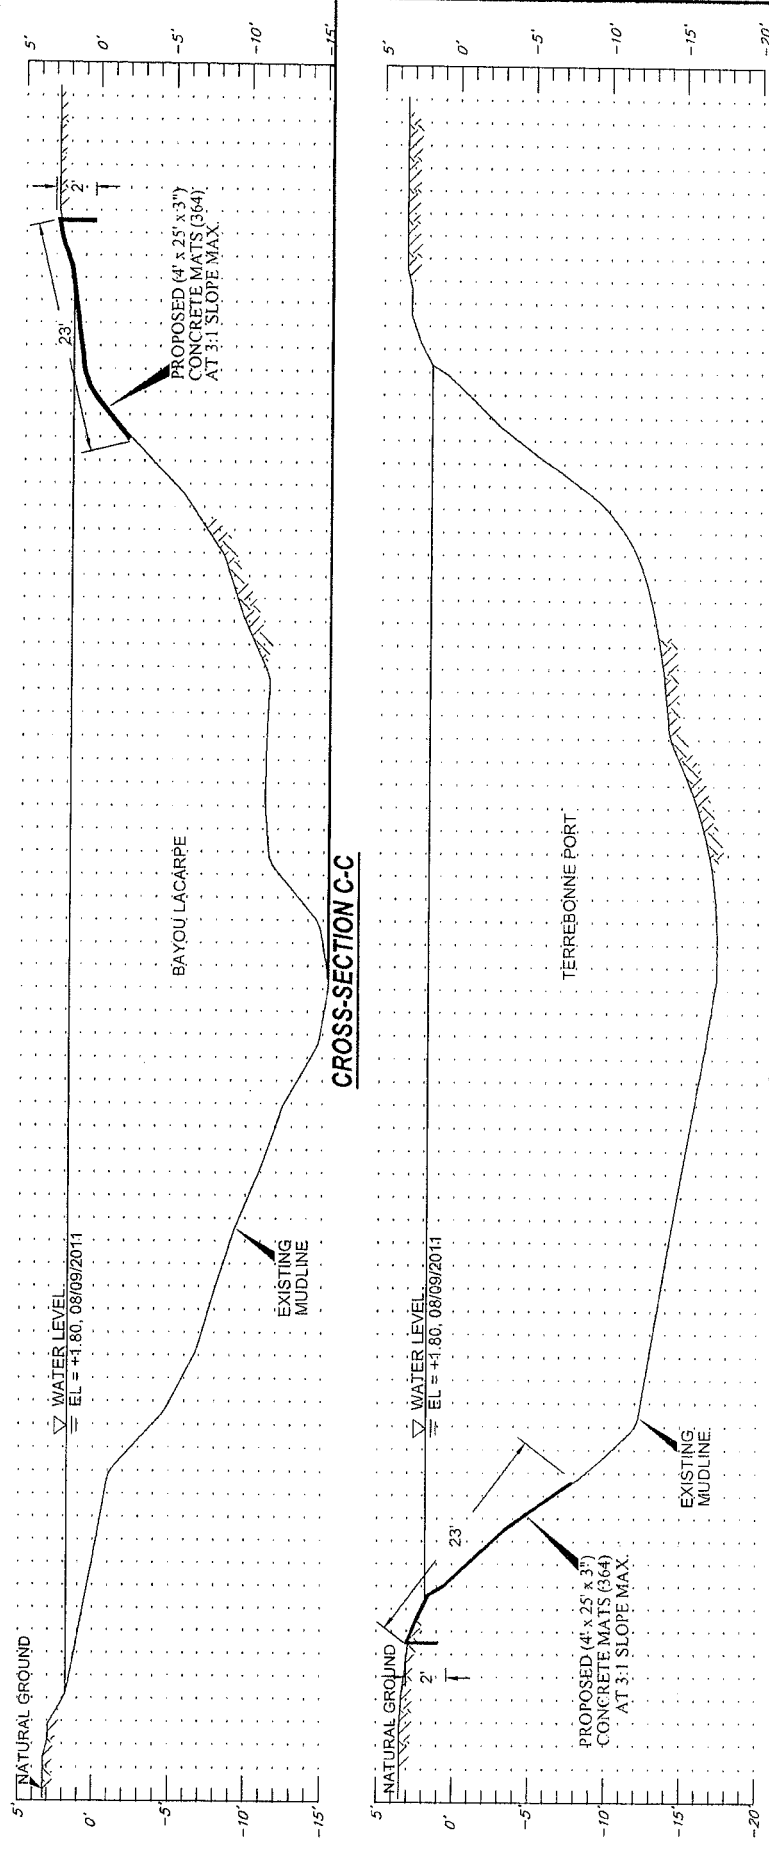 5'
0'
-5'
-10'
-15'
NATURAL GROUND
WATER LEVEL
EL = +1.80, 08/09/2011
EXISTING
MUDLINE
BAYOU LACARPE
23'
2'
PROPOSED (4' x 25' x 3")
CONCRETE MATS (364)
AT 3:1 SLOPE MAX.
5'
0'
-5'
-10'
-15'
CROSS-SECTION C-C
5'
0'
-5'
-10'
-15'
-20'
NATURAL GROUND
2'
23'
PROPOSED (4' x 25' x 3")
CONCRETE MATS (364)
AT 3:1 SLOPE MAX.
WATER LEVEL
EL = +1.80, 08/09/2011
EXISTING
MUDLINE
TERREBONNE PORT
5'
0'
-5'
-10'
-15'
-20'